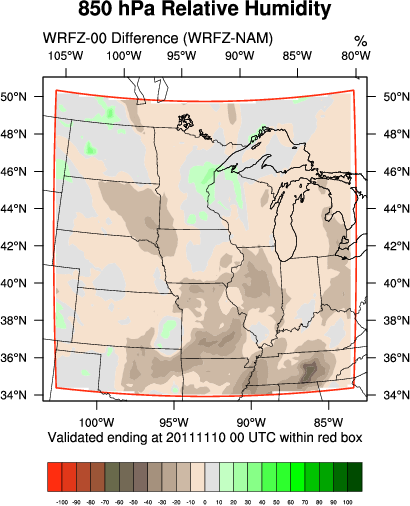 850 hPa Relative Humidity
WRFZ-00 Difference (WRFZ-NAM) %
105°W 100°W 95°W 90°W 85°W 80°W
50°N 50°N
48°N 48°N
46°N 46°N
44°N 44°N
42°N 42°N
40°N 40°N
38°N 38°N
36°N 36°N
34°N 34°N
100°W 95°W 90°W 85°W
Validated ending at 20111110 00 UTC within red box
-100 -90 -80 -70 -60 -50 -40 -30 -20 -10 0 10 20 30 40 50 60 70 80 90 100